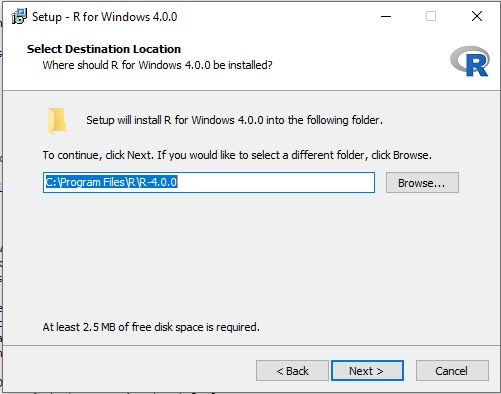 Setup - R for Windows 4.0.0
Select Destination Location
Where should R for Windows 4.0.0 be installed?
R
Setup will install R for Windows 4.0.0 into the following folder.
To continue, click Next. If you would like to select a different folder, click Browse.
C:\Program Files\R\R-4.0.0
Browse...
At least 2.5 MB of free disk space is required.
< Back
Next >
Cancel